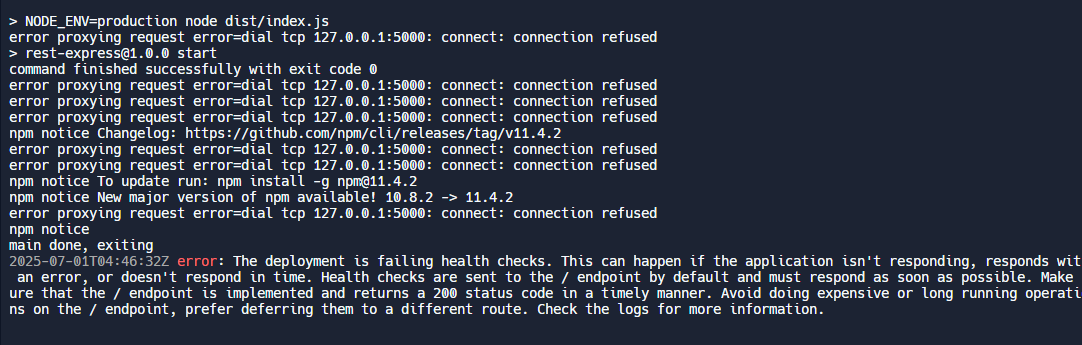 > NODE_ENV=production node dist/index.js
error proxying request error=dial tcp 127.0.0.1:5000: connect: connection refused
> rest-express@1.0.0 start
command finished successfully with exit code 0
error proxying request error=dial tcp 127.0.0.1:5000: connect: connection refused
error proxying request error=dial tcp 127.0.0.1:5000: connect: connection refused
error proxying request error=dial tcp 127.0.0.1:5000: connect: connection refused
npm notice Changelog: https://github.com/npm/cli/releases/tag/v11.4.2
error proxying request error=dial tcp 127.0.0.1:5000: connect: connection refused
error proxying request error=dial tcp 127.0.0.1:5000: connect: connection refused
npm notice To update run: npm install -g npm@11.4.2
npm notice New major version of npm available! 10.8.2 -> 11.4.2
error proxying request error=dial tcp 127.0.0.1:5000: connect: connection refused
npm notice
main done, exiting
2025-07-01T04:46:32Z error: The deployment is failing health checks. This can happen if the application isn't responding, responds wit
an error, or doesn't respond in time. Health checks are sent to the / endpoint by default and must respond as soon as possible. Make
ure that the / endpoint is implemented and returns a 200 status code in a timely manner. Avoid doing expensive or long running operati
ns on the / endpoint, prefer deferring them to a different route. Check the logs for more information.